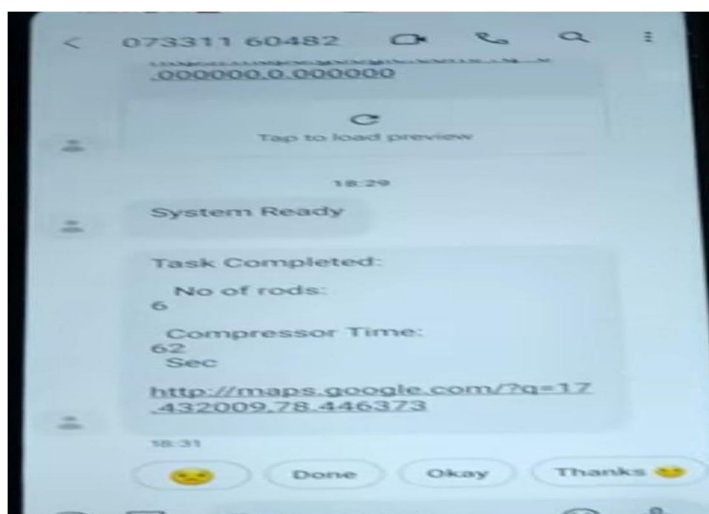 073311 60482
.000000,0.000000
Tap to load preview
18:29
System Ready
Task Completed:
No of rods:
6
Compressor Time:
62
Sec
http://maps.google.com/?q=17
.432009,78.446373
18:31
Done
Okay
Thanks